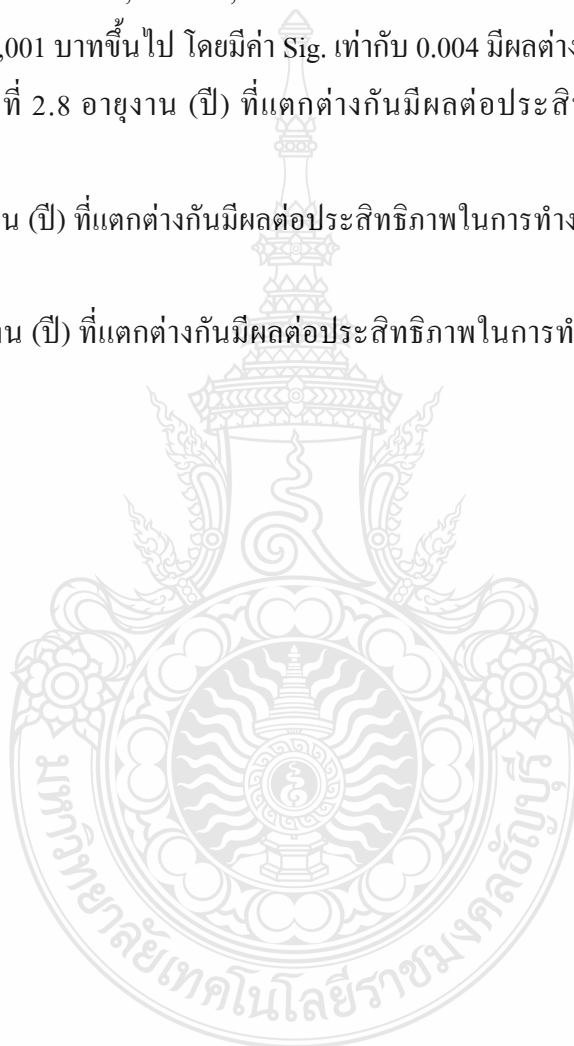 ,001 บาทขึ้นไป โดยมีค่า Sig. เท่ากับ 0.004 มีผลต่าง
ที่ 2.8 อายุงาน (ปี) ที่แตกต่างกันมีผลต่อประสิ
น (ปี) ที่แตกต่างกันมีผลต่อประสิทธิภาพในการทำง
าน (ปี) ที่แตกต่างกันมีผลต่อประสิทธิภาพในการทำ
มหาวิทยาลัยเทคโนโลยีราชมงคลธัญบุรี